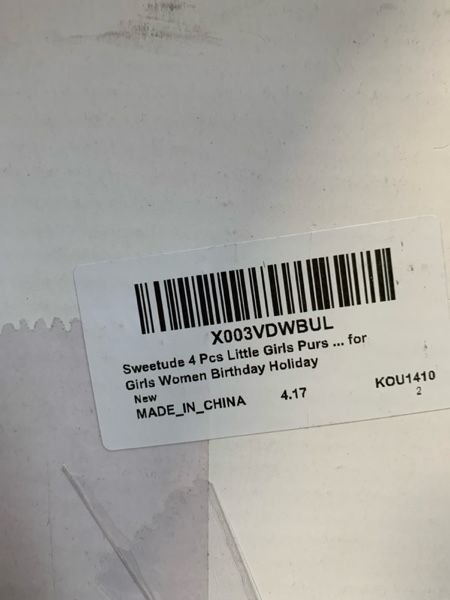 X003VDWBUL
Sweetude 4 Pcs Little Girls Purs ... for
Girls Women Birthday Holiday
New
MADE_IN_CHINA 4.17 KOU1410
2